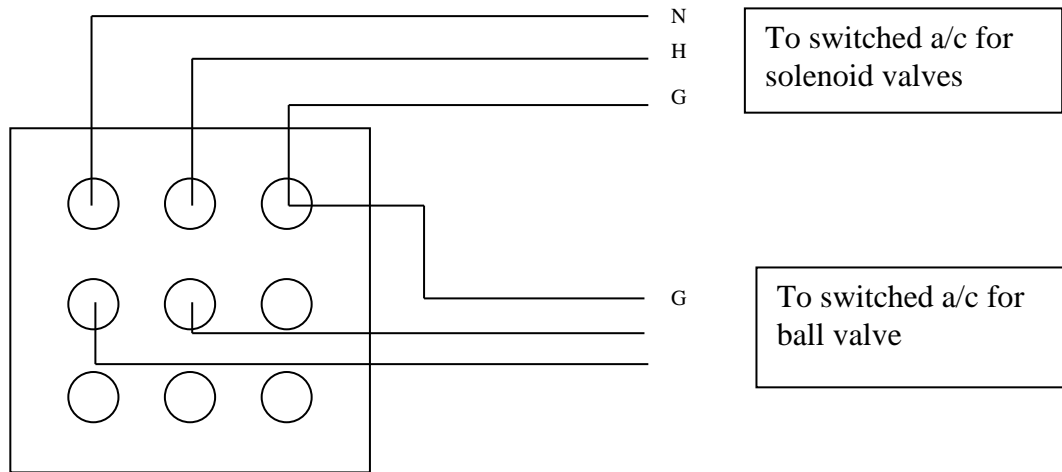 N
H
G
To switched a/c for
solenoid valves
G
To switched a/c for
ball valve